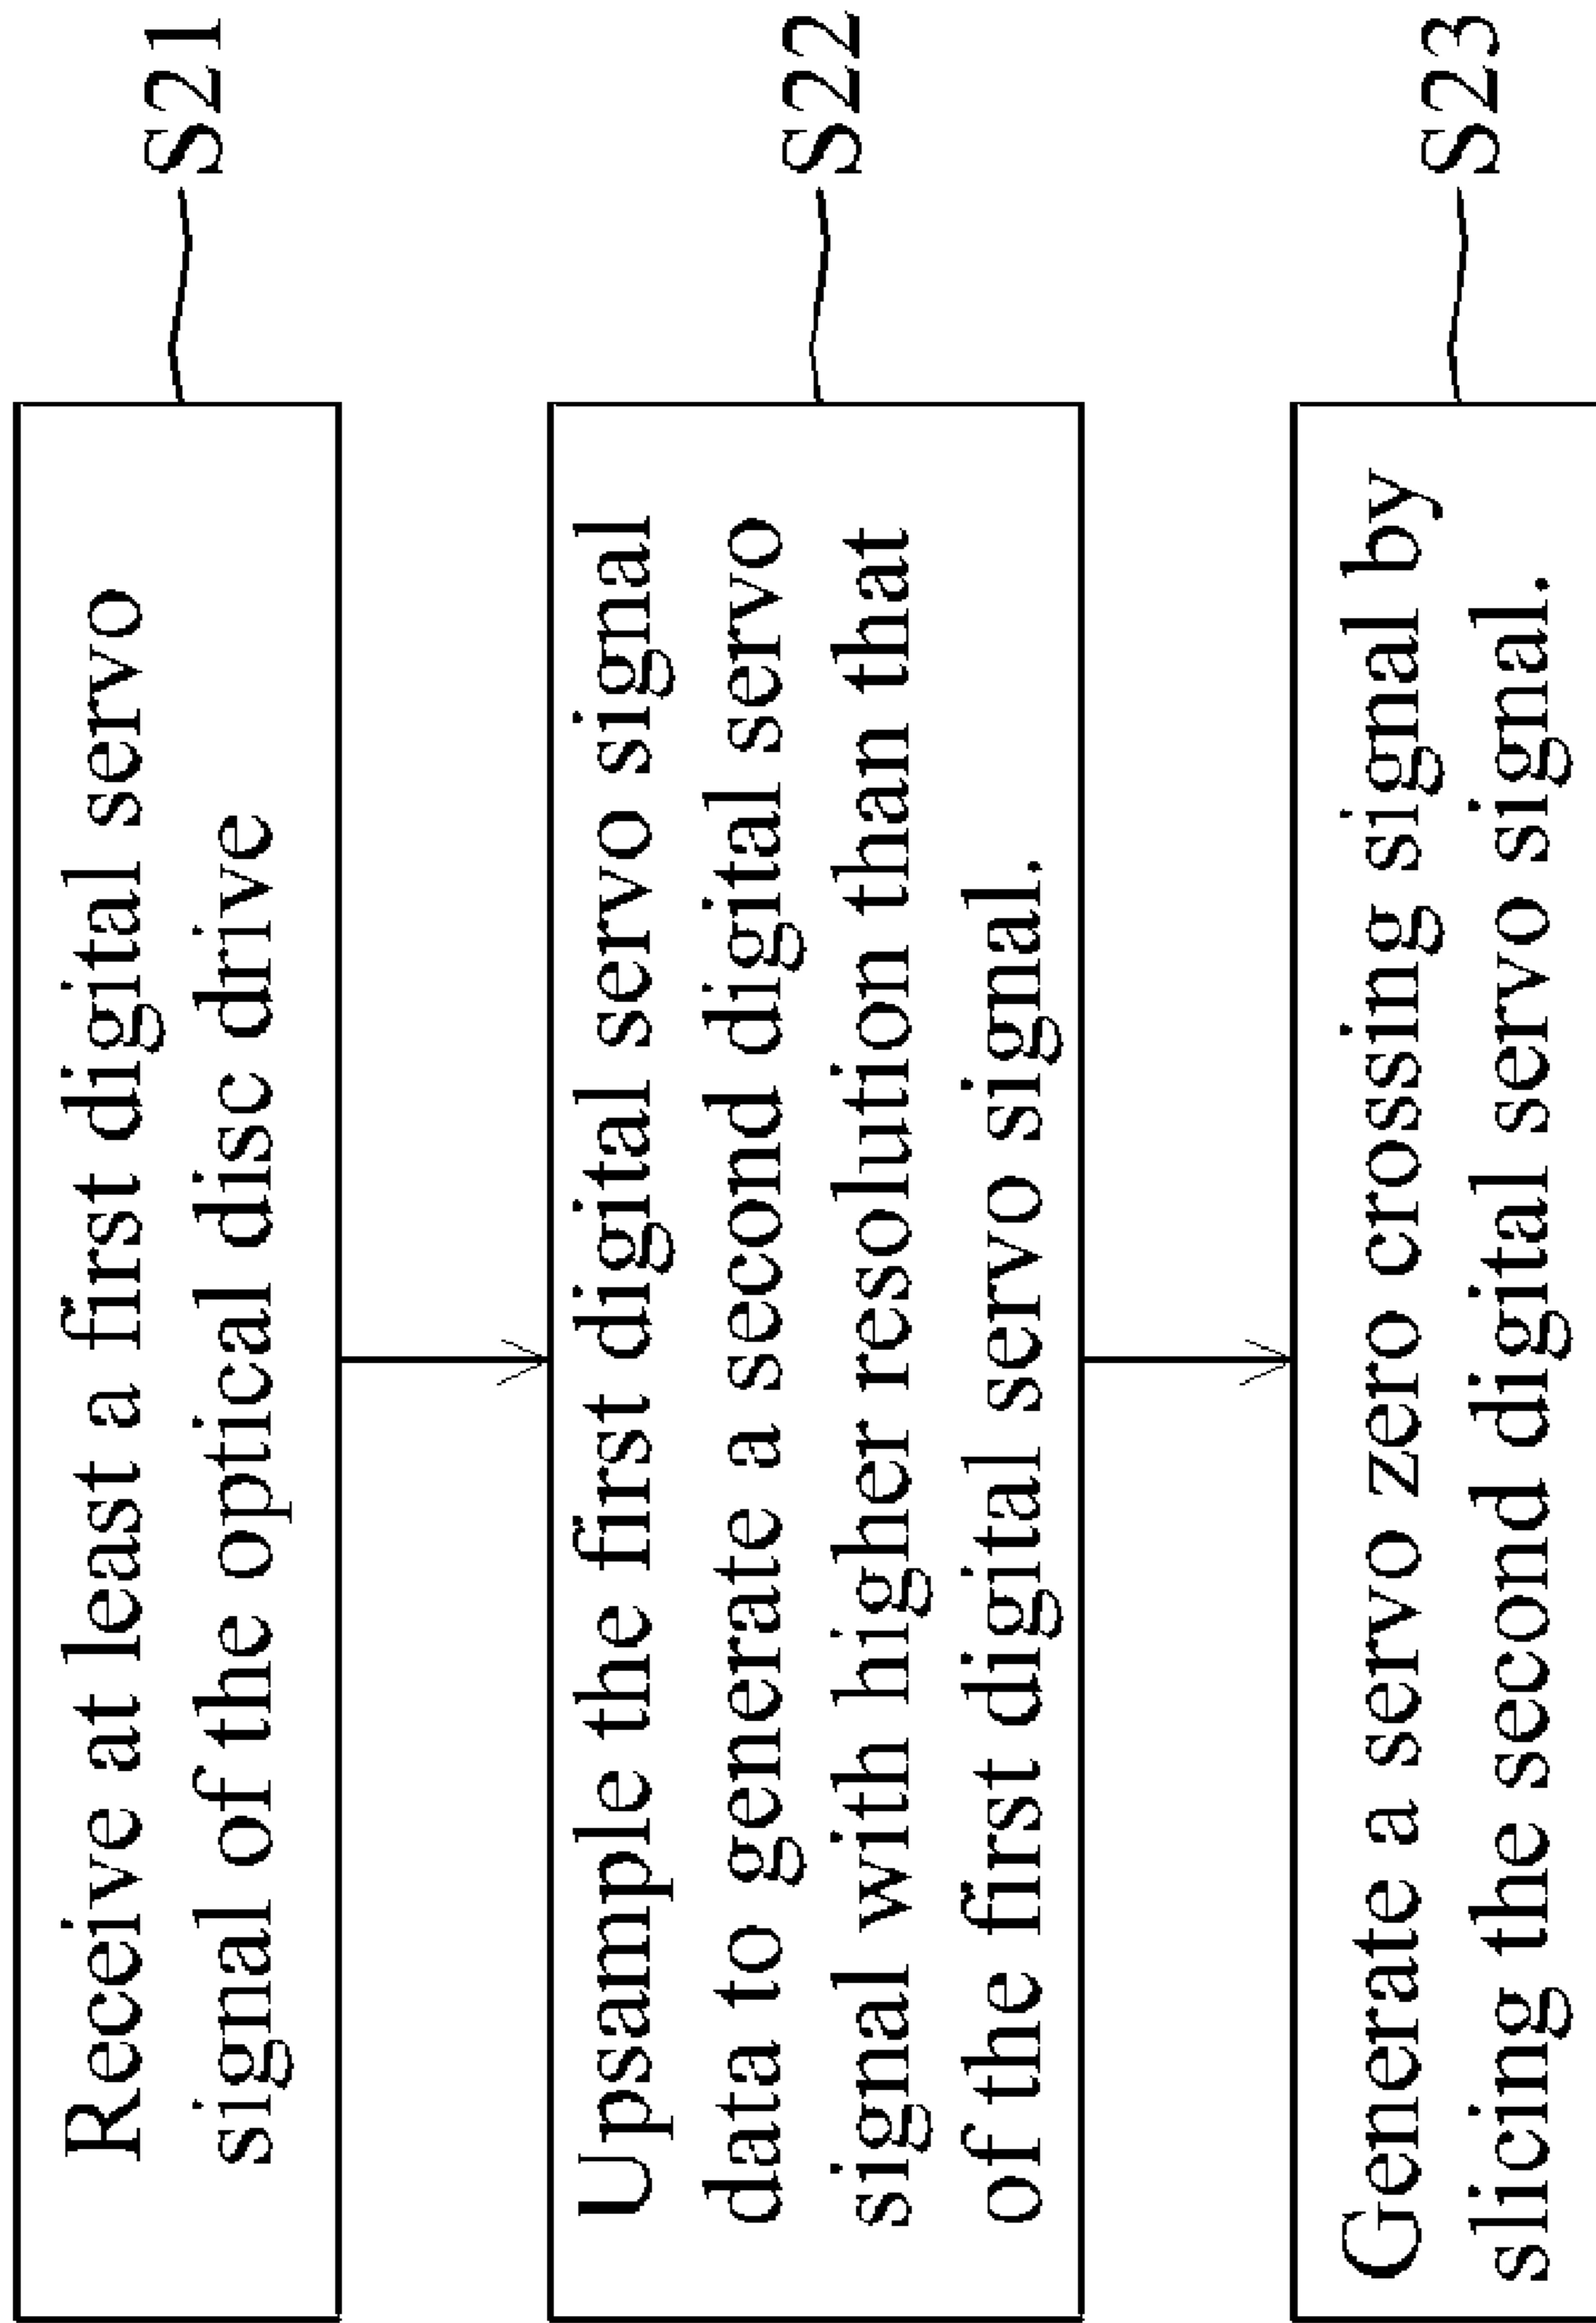 Receive at least a first digital servo
signal of the optical disc drive
S21
Upsample the first digital servo signal
data to generate a second digital servo
signal with higher resolution than that
of the first digital servo signal.
S22
Generate a servo zero crossing signal by
slicing the second digital servo signal.
S23